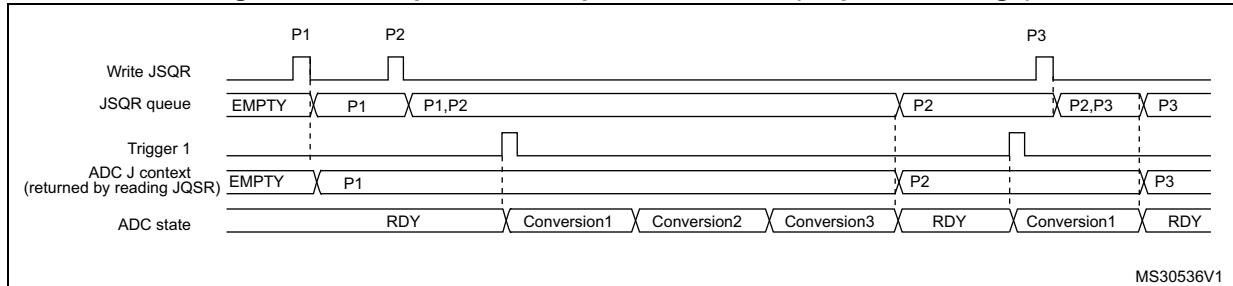 P1 P2 P3
Write JSQR
JSQR queue EMPTY P1 P1,P2 P2 P2,P3 P3
Trigger 1
ADC J context
(returned by reading JQSR) EMPTY P1 P2 P3
ADC state RDY Conversion1 Conversion2 Conversion3 RDY Conversion1 RDY
MS30536V1